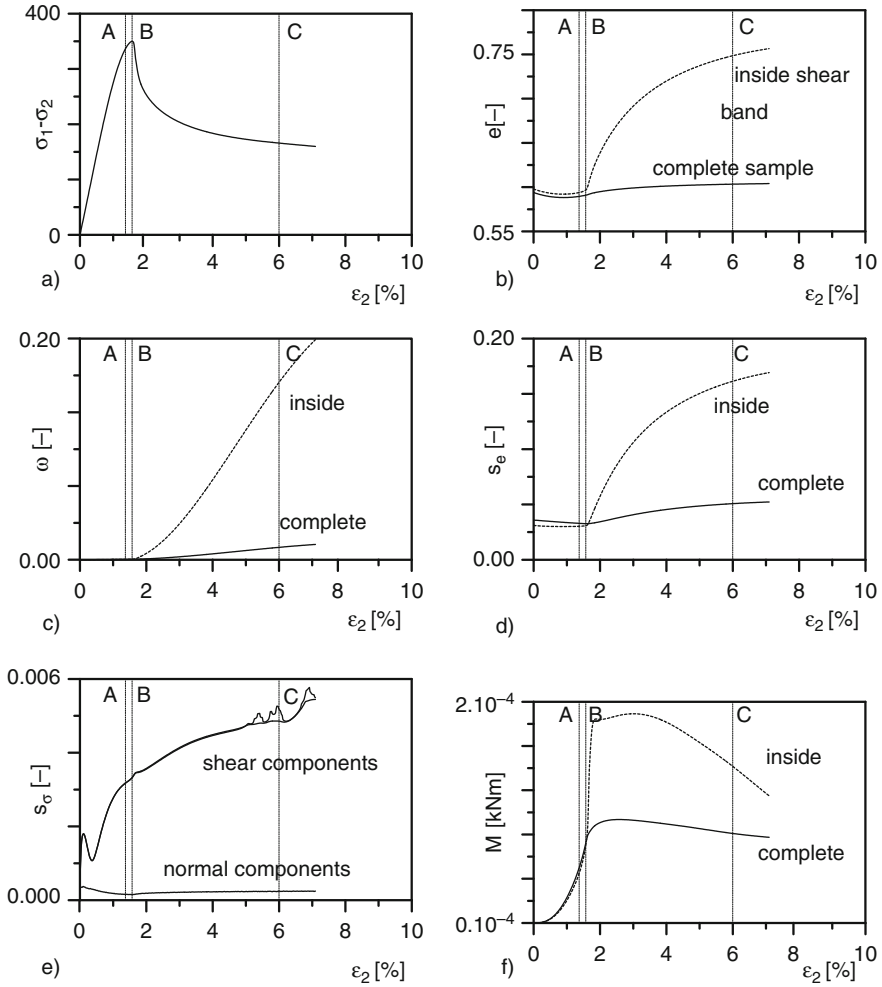 400
A B C
σ₁-σ₂
0
0 2 4 6 8 10
a)
ε₂ [%]
0.75
A B C
inside shear
band
e [–]
complete sample
0.55
0 2 4 6 8 10
b)
ε₂ [%]
0.20
A B C
inside
ω [–]
complete
0.00
0 2 4 6 8 10
c)
ε₂ [%]
0.20
A B C
inside
sₑ [–]
complete
0.00
0 2 4 6 8 10
d)
ε₂ [%]
0.006
A B C
shear components
s_σ [–]
normal components
0.000
0 2 4 6 8 10
e)
ε₂ [%]
2.10⁻⁴
A B C
inside
M [kNm]
complete
0.10⁻⁴
0 2 4 6 8 10
f)
ε₂ [%]